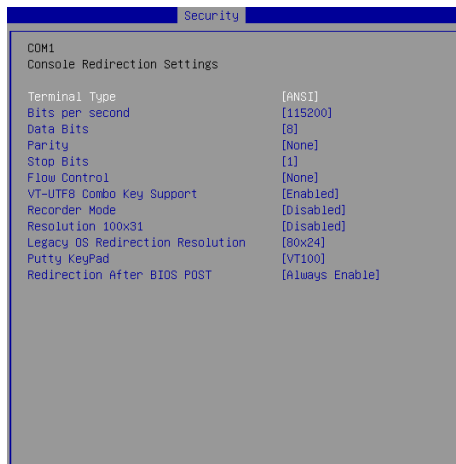 Security
COM1
Console Redirection Settings
Terminal Type [ANSI]
Bits per second [115200]
Data Bits [8]
Parity [None]
Stop Bits [1]
Flow Control [None]
VT-UTF8 Combo Key Support [Enabled]
Recorder Mode [Disabled]
Resolution 100x31 [Disabled]
Legacy OS Redirection Resolution [80x24]
Putty KeyPad [VT100]
Redirection After BIOS POST [Always Enable]